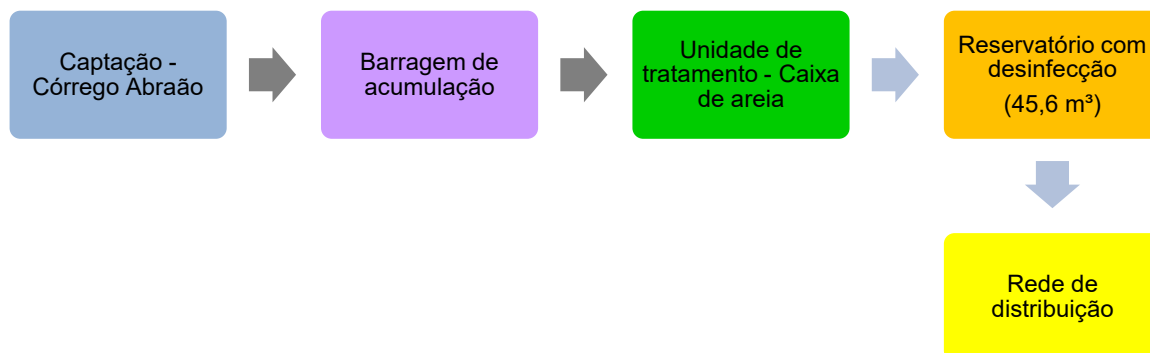 Captação -
Córrego Abraão
Barragem de
acumulação
Unidade de
tratamento - Caixa
de areia
Reservatório com
desinfecção
(45,6 m³)
Rede de
distribuição